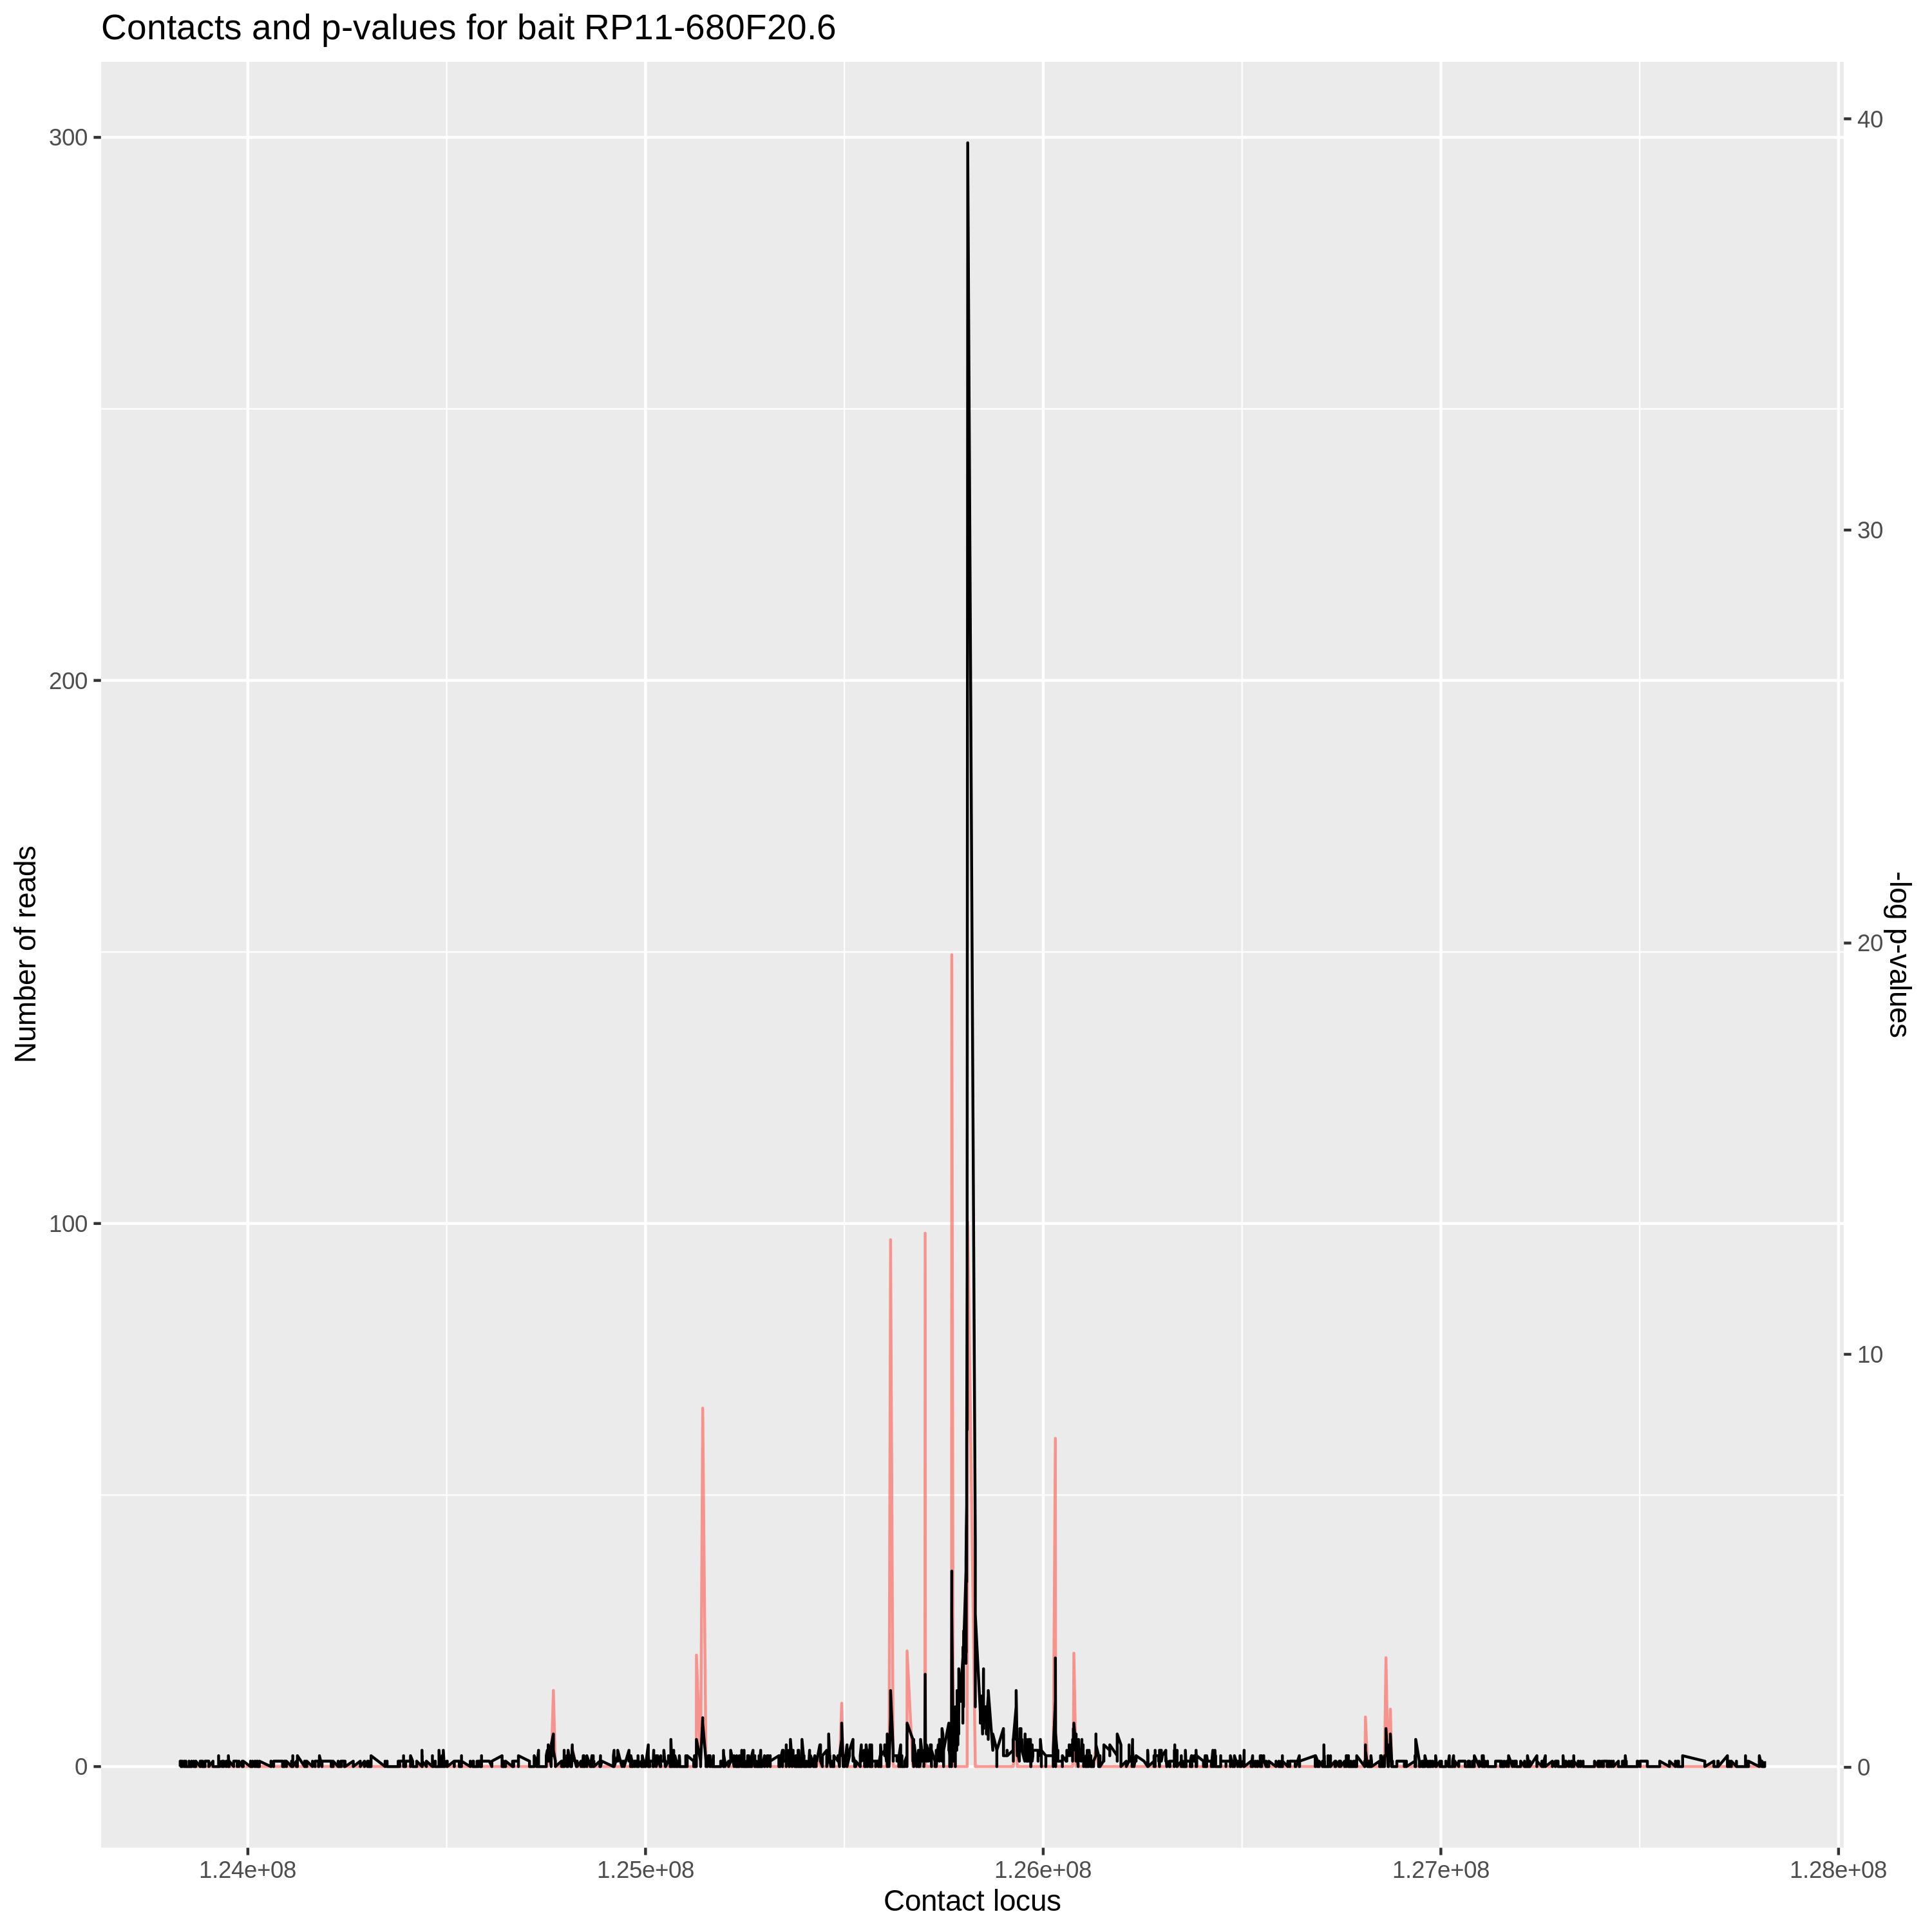 Contacts and p-values for bait RP11-680F20.6
300
200
100
0
Number of reads
40
30
20
10
0
-log p-values
1.24e+08
1.25e+08
1.26e+08
1.27e+08
1.28e+08
Contact locus